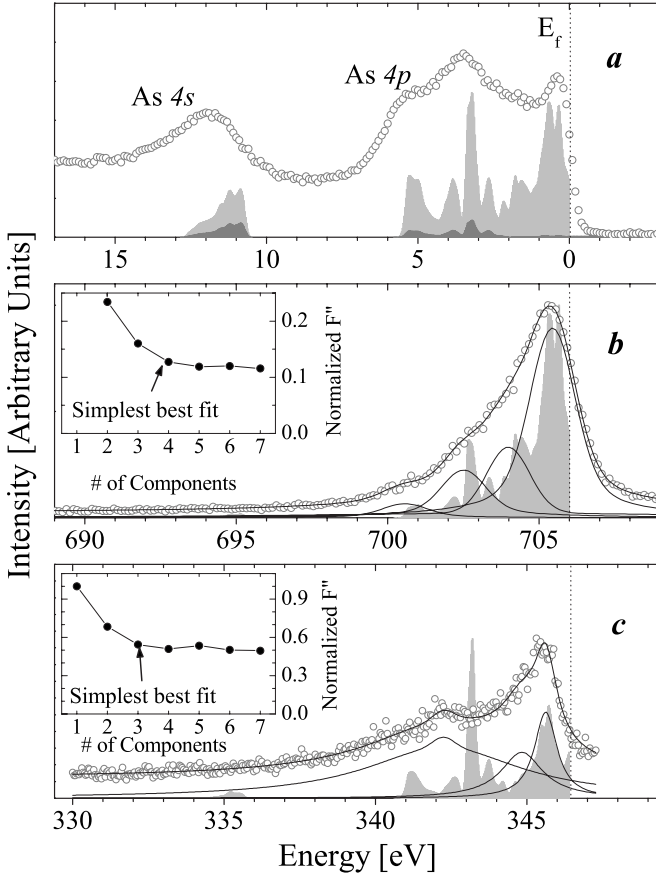 E_f
a
As 4s
As 4p
15 10 5 0
Intensity [Arbitrary Units]
b
0.2
0.1
0.0
Normalized F"
Simplest best fit
1 2 3 4 5 6 7
# of Components
690 695 700 705
c
0.9
0.6
0.3
0.0
Normalized F"
Simplest best fit
1 2 3 4 5 6 7
# of Components
330 335 340 345
Energy [eV]